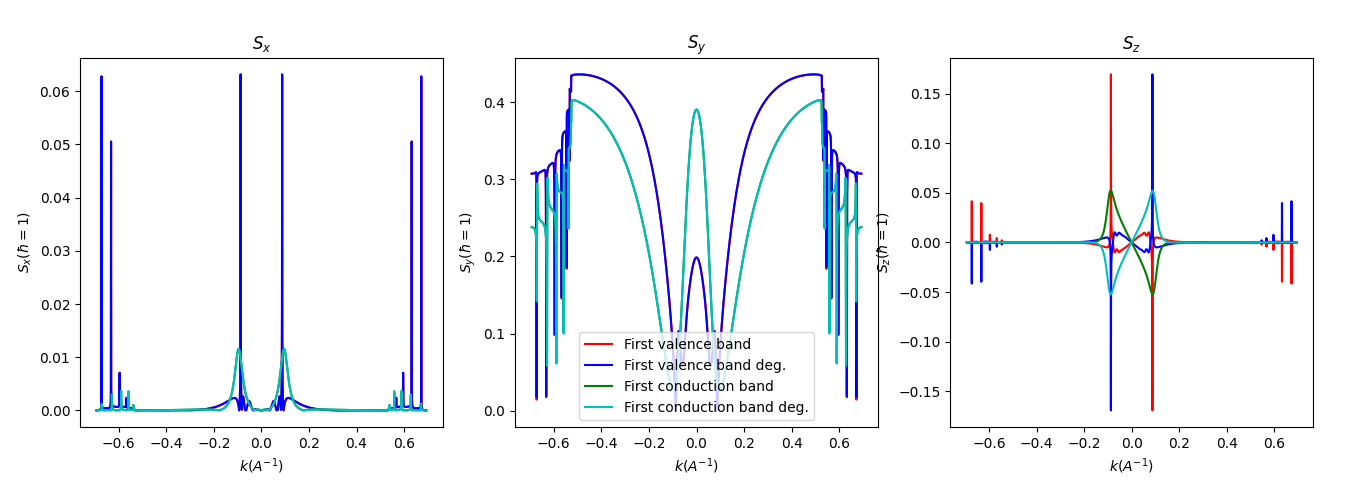 S_x
S_x(ħ = 1)
0.06
0.05
0.04
0.03
0.02
0.01
0.00
−0.6 −0.4 −0.2 0.0 0.2 0.4 0.6
k(A^{−1})
S_y
S_y(ħ = 1)
0.4
0.3
0.2
0.1
0.0
First valence band
First valence band deg.
First conduction band
First conduction band deg.
−0.6 −0.4 −0.2 0.0 0.2 0.4 0.6
k(A^{−1})
S_z
S_z(ħ = 1)
0.15
0.10
0.05
0.00
−0.05
−0.10
−0.15
−0.6 −0.4 −0.2 0.0 0.2 0.4 0.6
k(A^{−1})